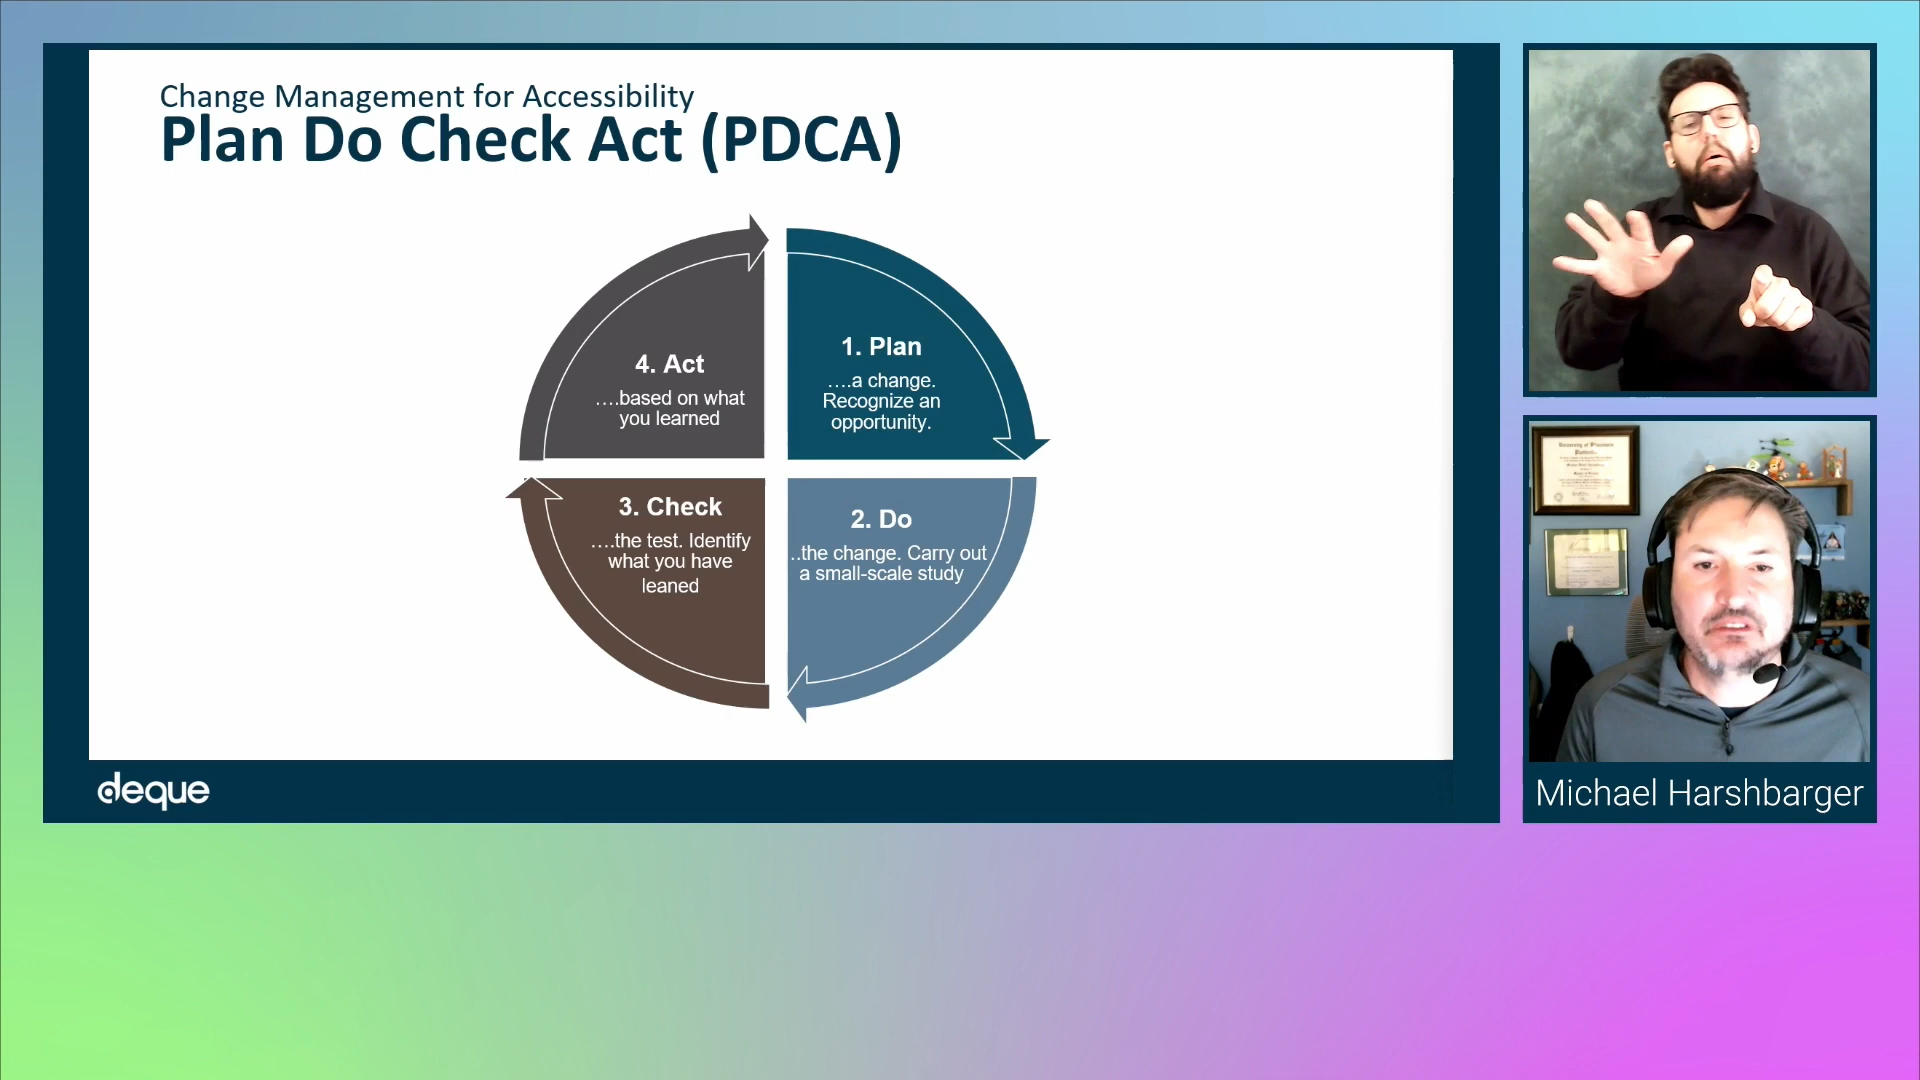 Change Management for Accessibility
Plan Do Check Act (PDCA)
4. Act
....based on what
you learned
1. Plan
....a change.
Recognize an
opportunity.
3. Check
....the test. Identify
what you have
leaned
2. Do
..the change. Carry out
a small-scale study
deque
Michael Harshbarger